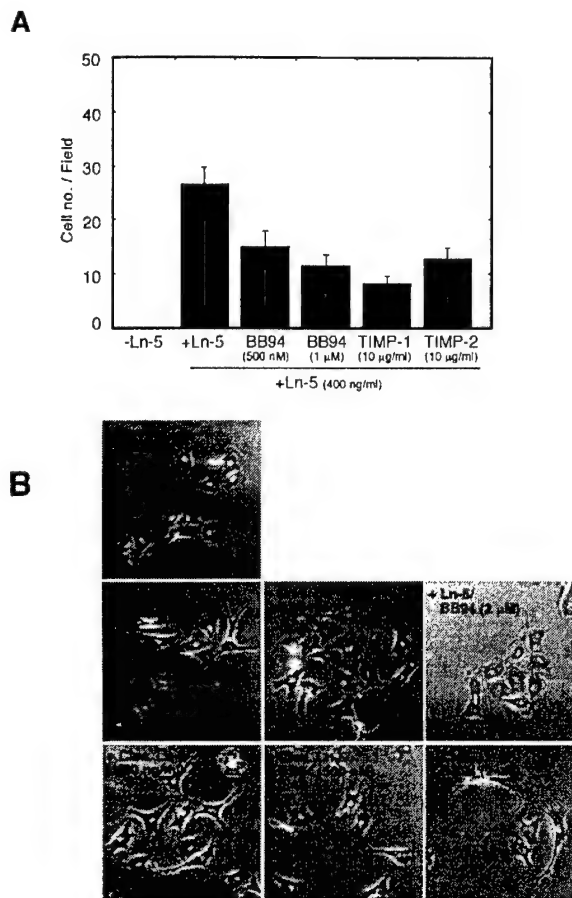 A
50
40
30
20
10
0
Cell no. / Field
-Ln-5 +Ln-5 BB94 BB94 TIMP-1 TIMP-2
(500 nM) (1 μM) (10 μg/ml) (10 μg/ml)
+Ln-5 (400 ng/ml)
B
+ Ln-5/
BB94 (2 μM)